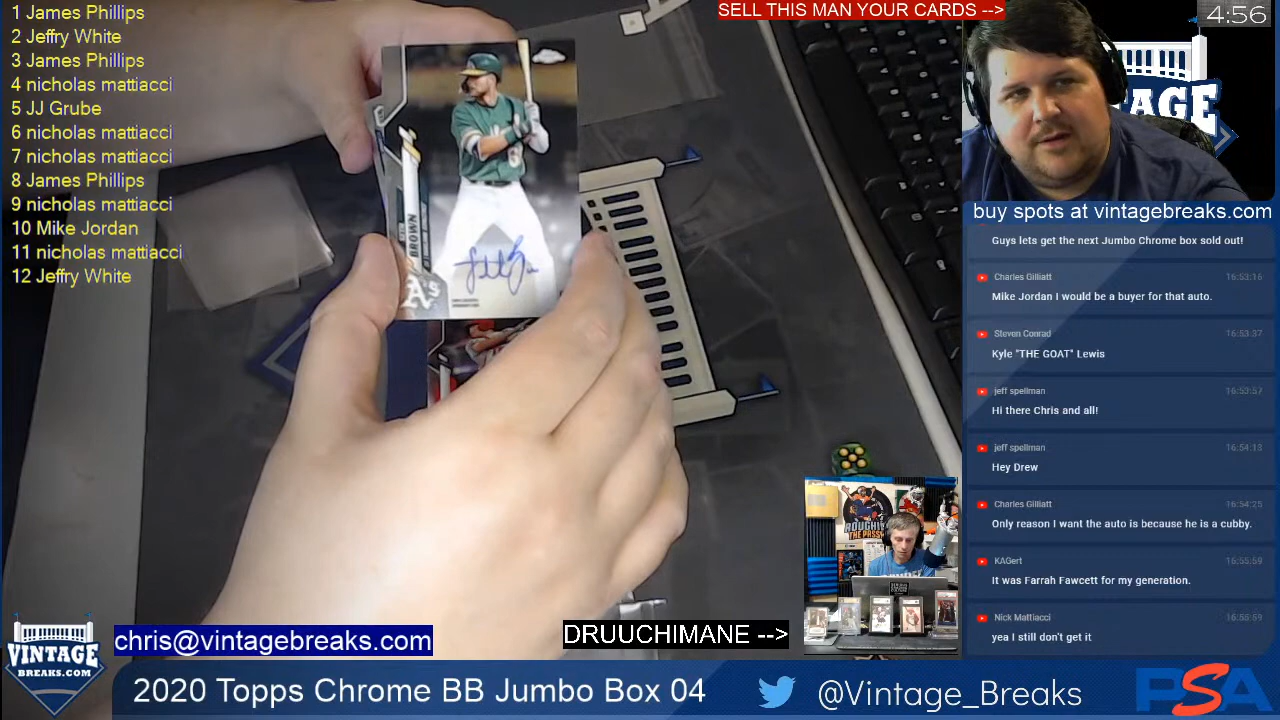 1 James Phillips
2 Jeffry White
3 James Phillips
4 nicholas mattiacci
5 JJ Grube
6 nicholas mattiacci
7 nicholas mattiacci
8 James Phillips
9 nicholas mattiacci
10 Mike Jordan
11 nicholas mattiacci
12 Jeffry White
BROWN
A's
SELL THIS MAN YOUR CARDS -->
4:56
buy spots at vintagebreaks.com
Guys lets get the next Jumbo Chrome box sold out!
Charles Gilliatt 16:53:16
Mike Jordan I would be a buyer for that auto.
Steven Conrad 16:53:37
Kyle "THE GOAT" Lewis
jeff spellman 16:53:57
Hi there Chris and all!
jeff spellman 16:54:13
Hey Drew
Charles Gilliatt 16:54:25
Only reason I want the auto is because he is a cubby.
KAGert 16:55:59
It was Farrah Fawcett for my generation.
Nick Mattiacci 16:55:59
yea I still don't get it
ROUGHING
THE PASSER
DRUUCHIMANE -->
chris@vintagebreaks.com
VINTAGE
BREAKS.COM
2020 Topps Chrome BB Jumbo Box 04
@Vintage_Breaks
PSA